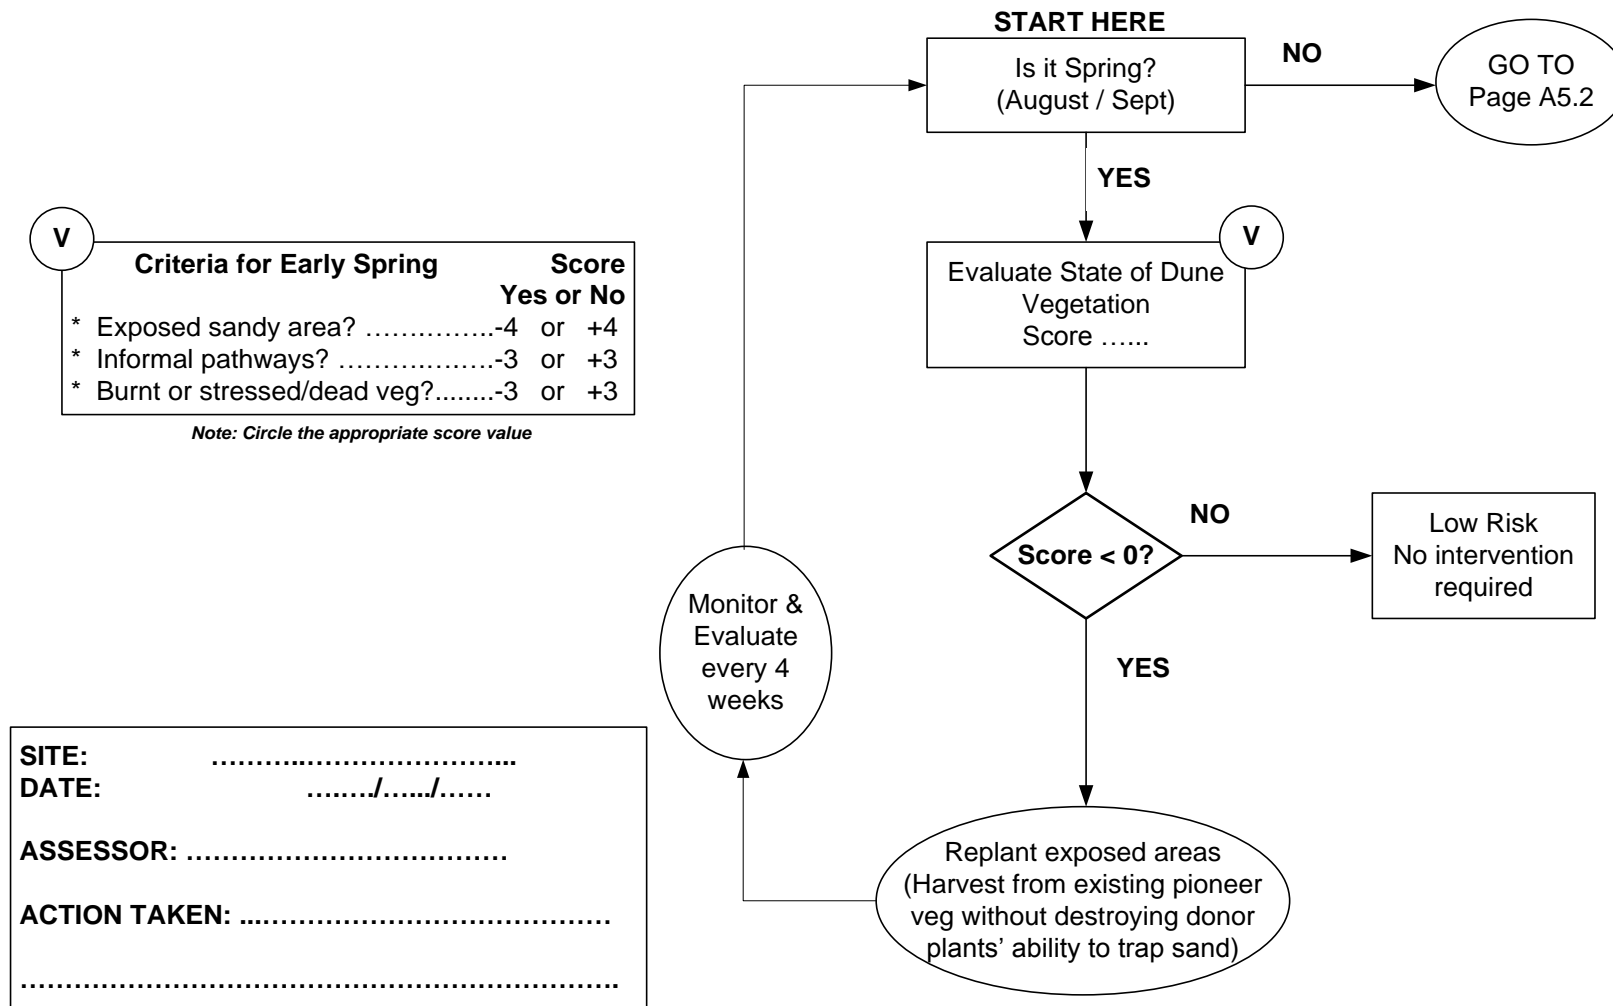 START HERE
Is it Spring?
(August / Sept)
NO
GO TO
Page A5.2
YES
V
Criteria for Early Spring Score
Yes or No
* Exposed sandy area? ……………-4 or +4
* Informal pathways? ……………….-3 or +3
* Burnt or stressed/dead veg?........-3 or +3
Note: Circle the appropriate score value
V
Evaluate State of Dune
Vegetation
Score …...
Score < 0?
NO
Low Risk
No intervention
required
YES
Monitor &
Evaluate
every 4
weeks
Replant exposed areas
(Harvest from existing pioneer
veg without destroying donor
plants’ ability to trap sand)
SITE: ………..…………………...
DATE: ……../…../……
ASSESSOR: ………………………………
ACTION TAKEN: ...…………………………………
………………………………………………………….